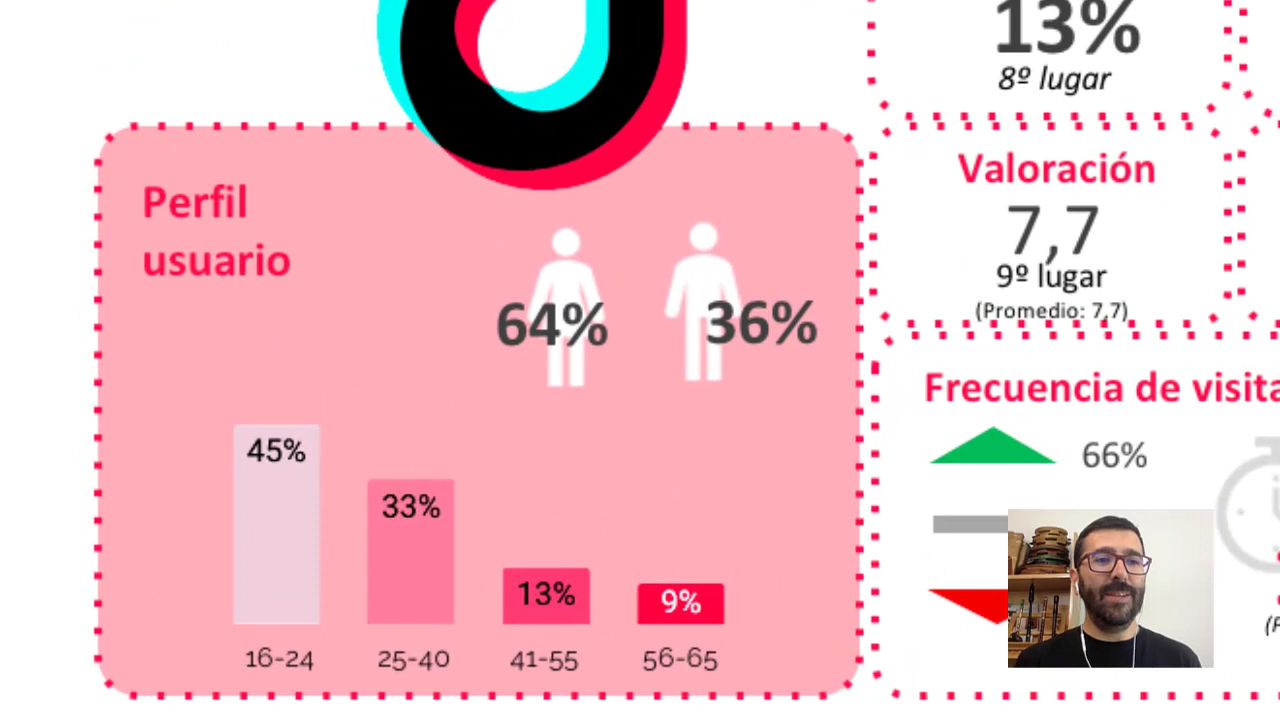 13%
8º lugar
Perfil
usuario
64%
36%
45%
33%
13%
9%
16-24
25-40
41-55
56-65
Valoración
7,7
9º lugar
(Promedio: 7,7)
Frecuencia de visita
66%